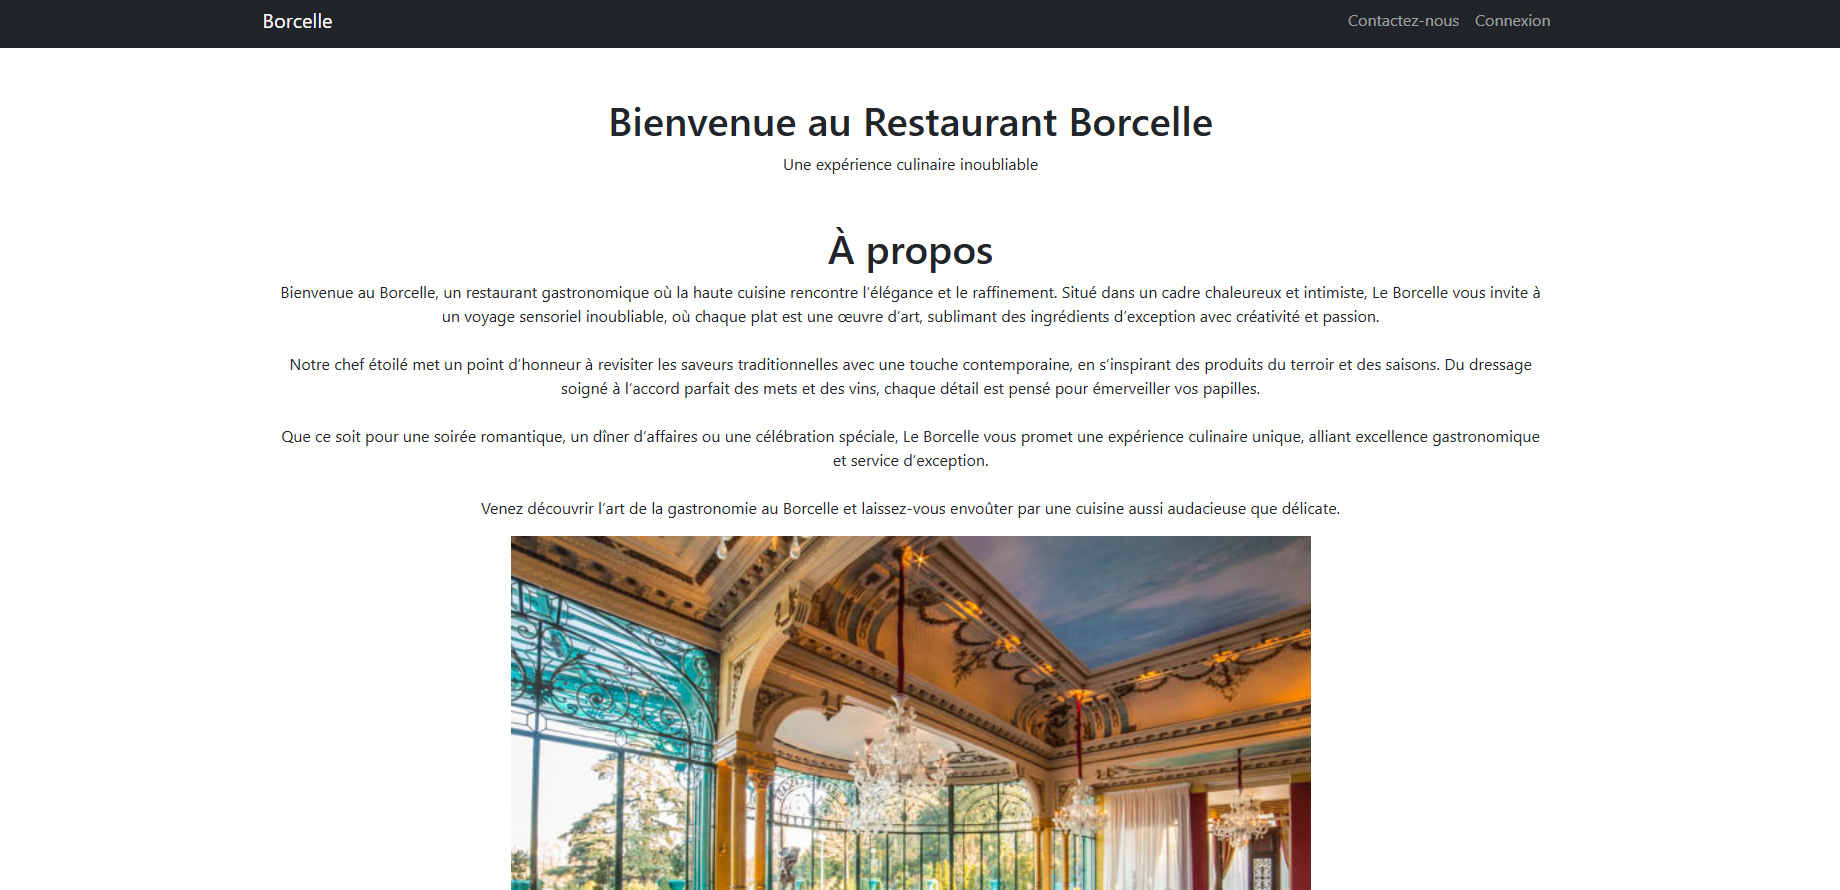 Borcelle
Contactez-nous Connexion
Bienvenue au Restaurant Borcelle
Une expérience culinaire inoubliable
À propos
Bienvenue au Borcelle, un restaurant gastronomique où la haute cuisine rencontre l'élégance et le raffinement. Situé dans un cadre chaleureux et intimiste, Le Borcelle vous invite à
un voyage sensoriel inoubliable, où chaque plat est une œuvre d'art, sublimant des ingrédients d'exception avec créativité et passion.
Notre chef étoilé met un point d'honneur à revisiter les saveurs traditionnelles avec une touche contemporaine, en s'inspirant des produits du terroir et des saisons. Du dressage
soigné à l'accord parfait des mets et des vins, chaque détail est pensé pour émerveiller vos papilles.
Que ce soit pour une soirée romantique, un dîner d'affaires ou une célébration spéciale, Le Borcelle vous promet une expérience culinaire unique, alliant excellence gastronomique
et service d'exception.
Venez découvrir l'art de la gastronomie au Borcelle et laissez-vous envoûter par une cuisine aussi audacieuse que délicate.